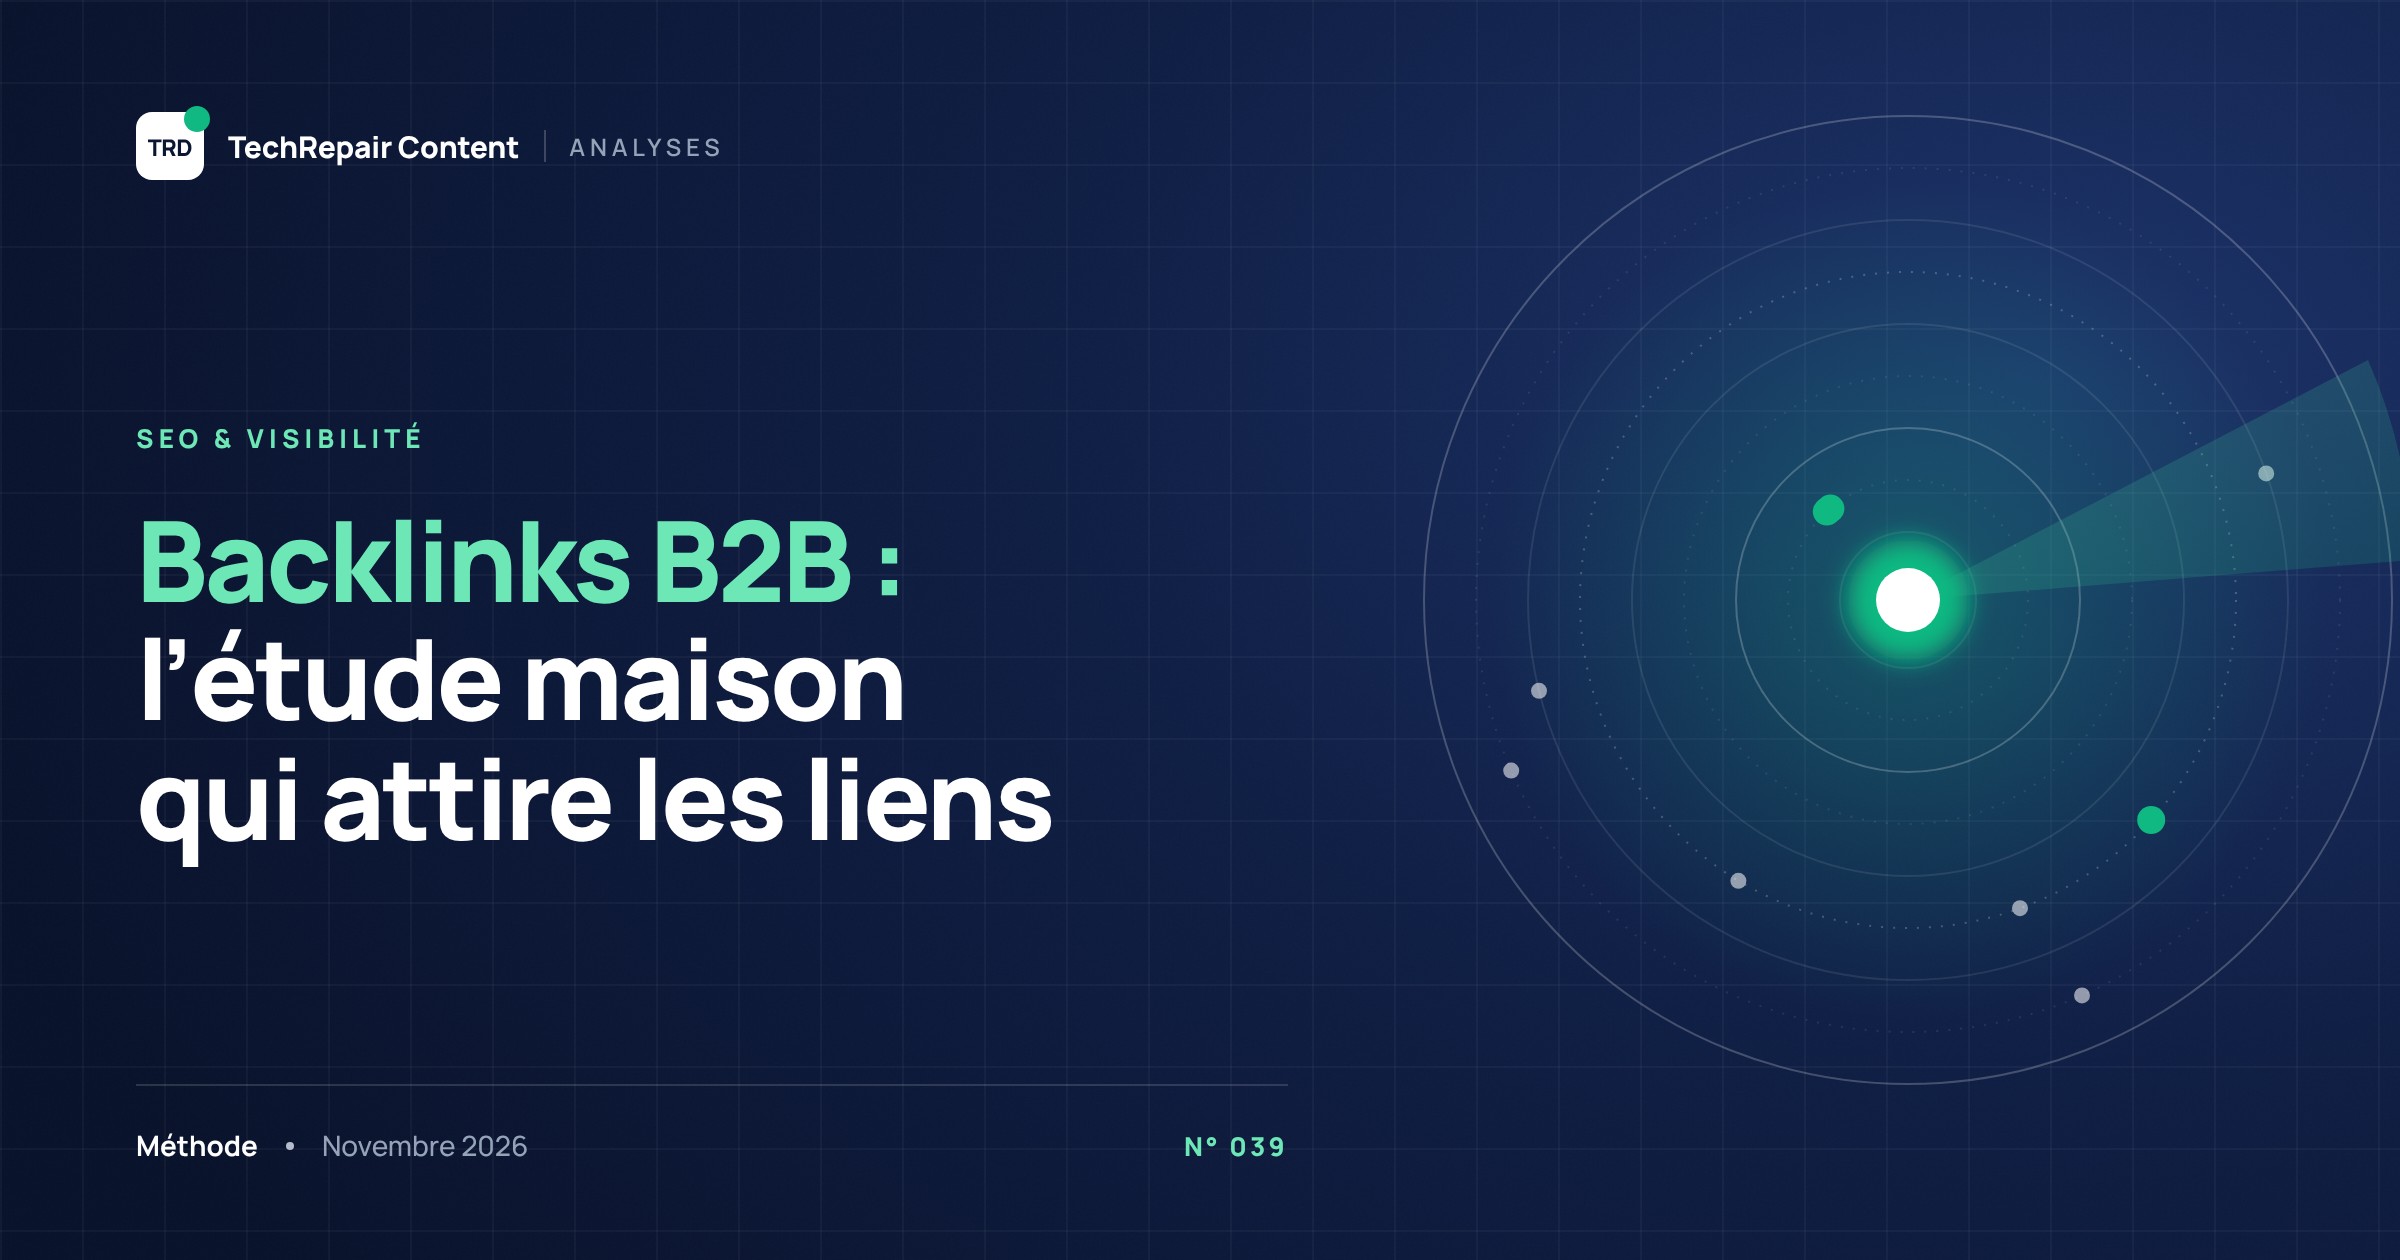 TRD
TechRepair Content | ANALYSES
SEO & VISIBILITÉ
Backlinks B2B :
l’étude maison
qui attire les liens
Méthode • Novembre 2026
N° 039